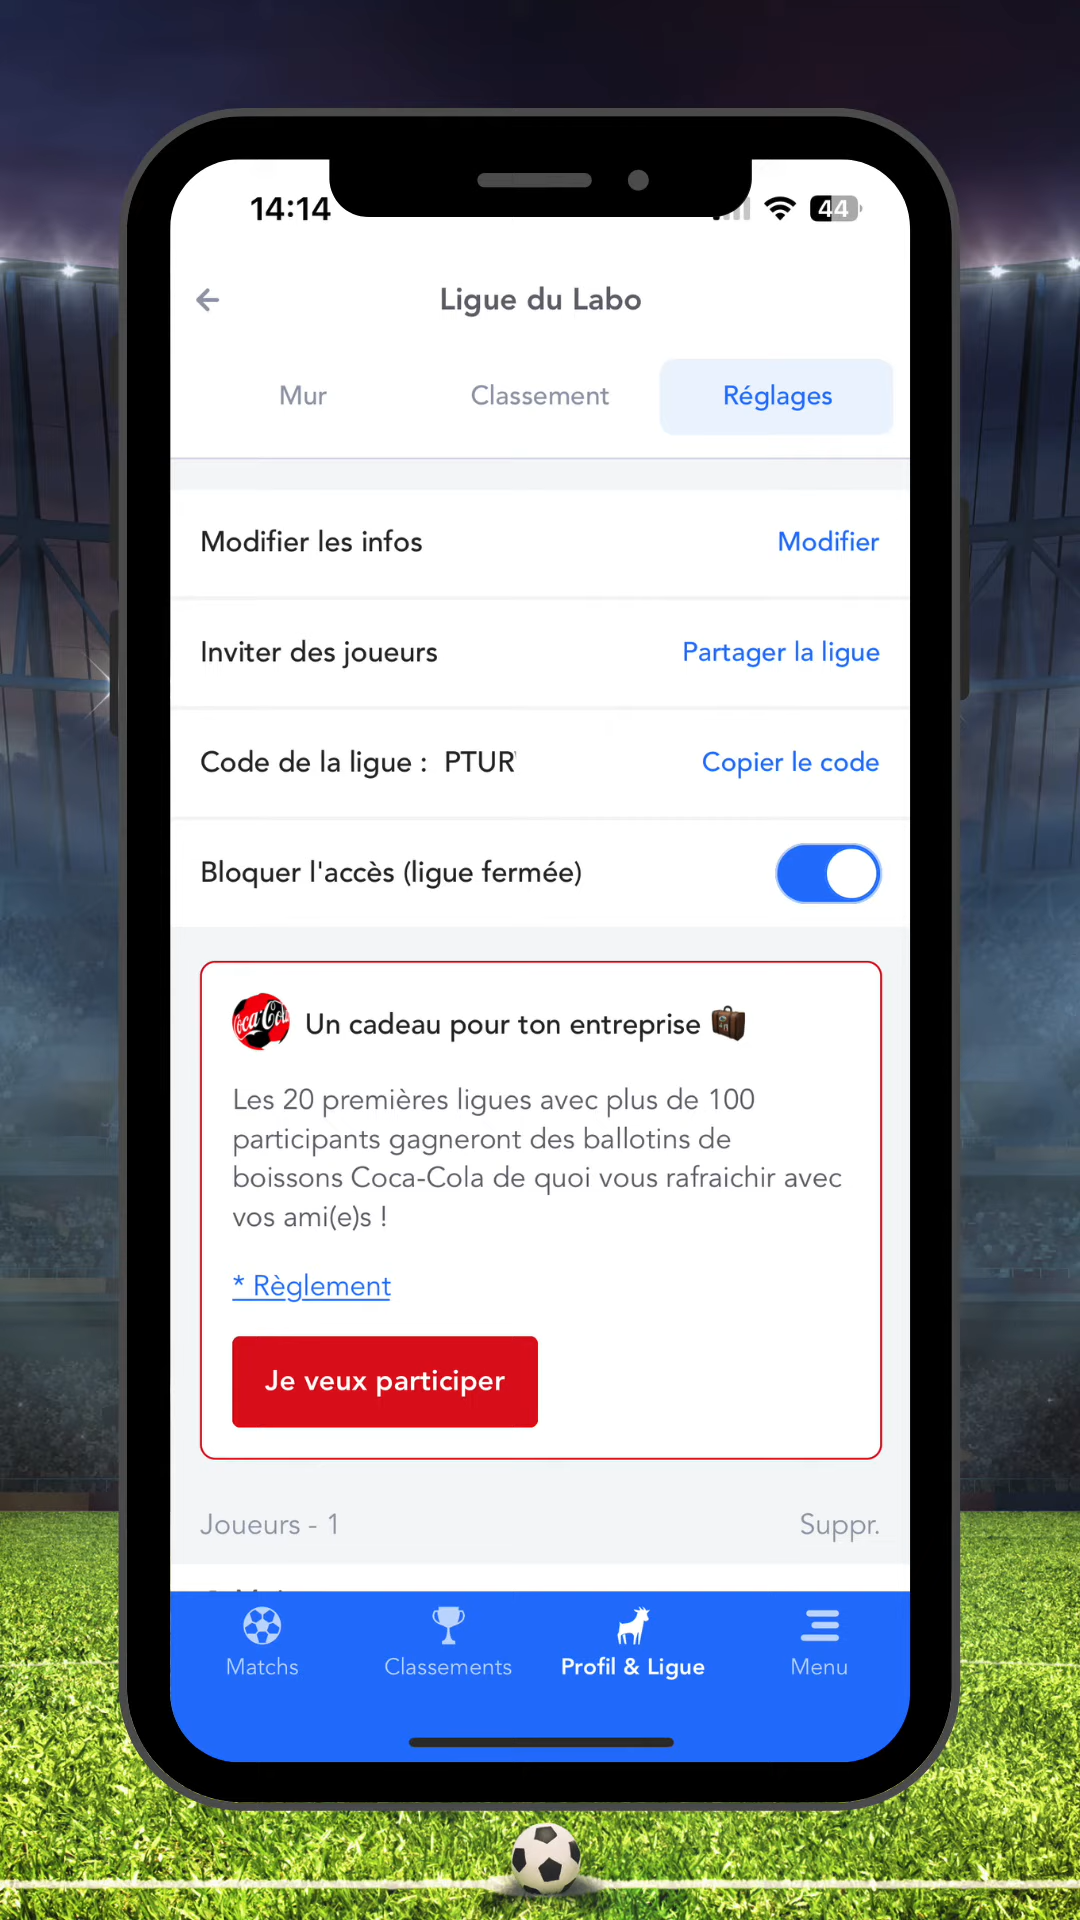 14:14
44
Ligue du Labo
Mur
Classement
Réglages
Modifier les infos
Modifier
Inviter des joueurs
Partager la ligue
Code de la ligue : PTUR
Copier le code
Bloquer l'accès (ligue fermée)
Coca-Cola
Un cadeau pour ton entreprise
Les 20 premières ligues avec plus de 100
participants gagneront des ballotins de
boissons Coca-Cola de quoi vous rafraichir avec
vos ami(e)s !
* Règlement
Je veux participer
Joueurs - 1
Suppr.
Matchs
Classements
Profil & Ligue
Menu